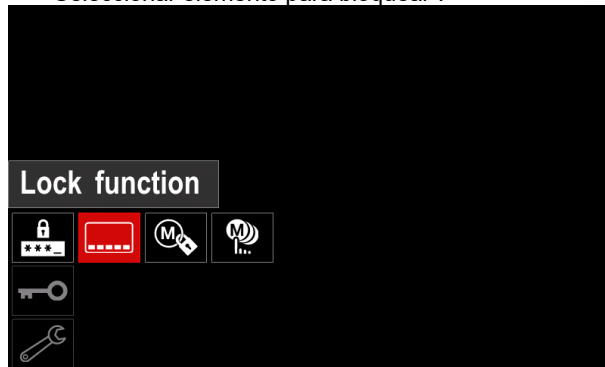 Seleccionar elemento para bloquear .
Lock function
***_
M
M